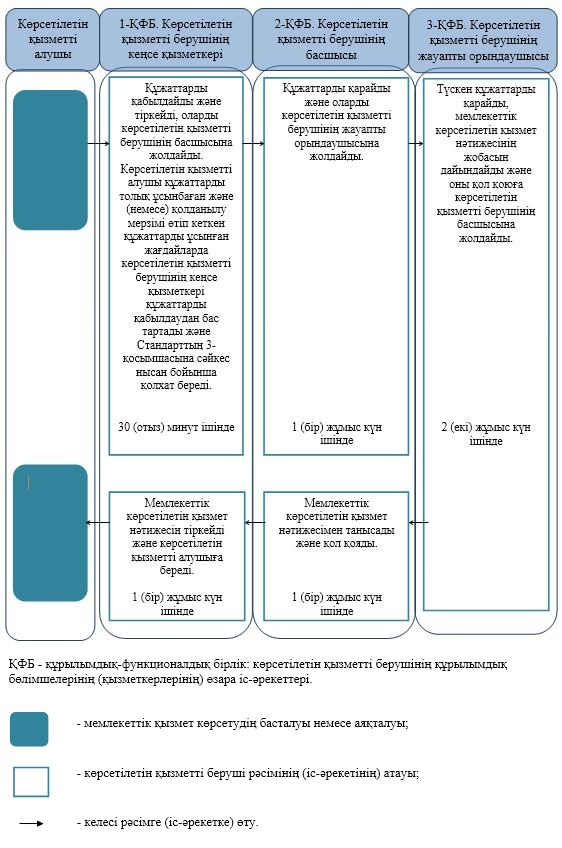 Көрсетілетін
қызметті
алушы
1-ҚФБ. Көрсетілетін
қызметті берушінің
кеңсе қызметкері
2-ҚФБ. Көрсетілетін
қызметті берушінің
басшысы
3-ҚФБ. Көрсетілетін
қызметті берушінің
жауапты орындаушысы
Құжаттарды
қабылдайды және
тіркейді, оларды
көрсетілетін қызметті
берушінің басшысына
жолдайды.
Көрсетілетін қызметті
алушы құжаттарды
толық ұсынбаған және
(немесе) қолданылу
мерзімі өтіп кеткен
құжаттарды ұсынған
жағдайларда
көрсетілетін қызметті
берушінің кеңсе
қызметкері
құжаттарды
қабылдаудан бас
тартады және
Стандарттың 3-
қосымшасына сәйкес
нысан бойынша
қолхат береді.
30 (отыз) минут ішінде
Құжаттарды қарайды
және оларды
көрсетілетін қызметті
берушінің жауапты
орындаушысына
жолдайды.
1 (бір) жұмыс күн
ішінде
Түскен құжаттарды
қарайды,
мемлекеттік
көрсетілетін қызмет
нәтижесінің
жобасын
дайындайды және
оны қол қоюға
көрсетілетін
қызметті берушінің
басшысына
жолдайды.
2 (екі) жұмыс күн
ішінде
Мемлекеттік
көрсетілетін қызмет
нәтижесін тіркейді
және көрсетілетін
қызметті алушыға
береді.
1 (бір) жұмыс күн
ішінде
Мемлекеттік
көрсетілетін қызмет
нәтижесімен танысады
және қол қояды.
1 (бір) жұмыс күн
ішінде
ҚФБ - құрылымдық-функционалдық бірлік: көрсетілетін қызметті берушінің құрылымдық
бөлімшелерінің (қызметкерлерінің) өзара іс-әрекеттері.
- мемлекеттік қызмет көрсетудің басталуы немесе аяқталуы;
- көрсетілетін қызметті беруші рәсімінің (іс-әрекетінің) атауы;
- келесі рәсімге (іс-әрекетке) өту.